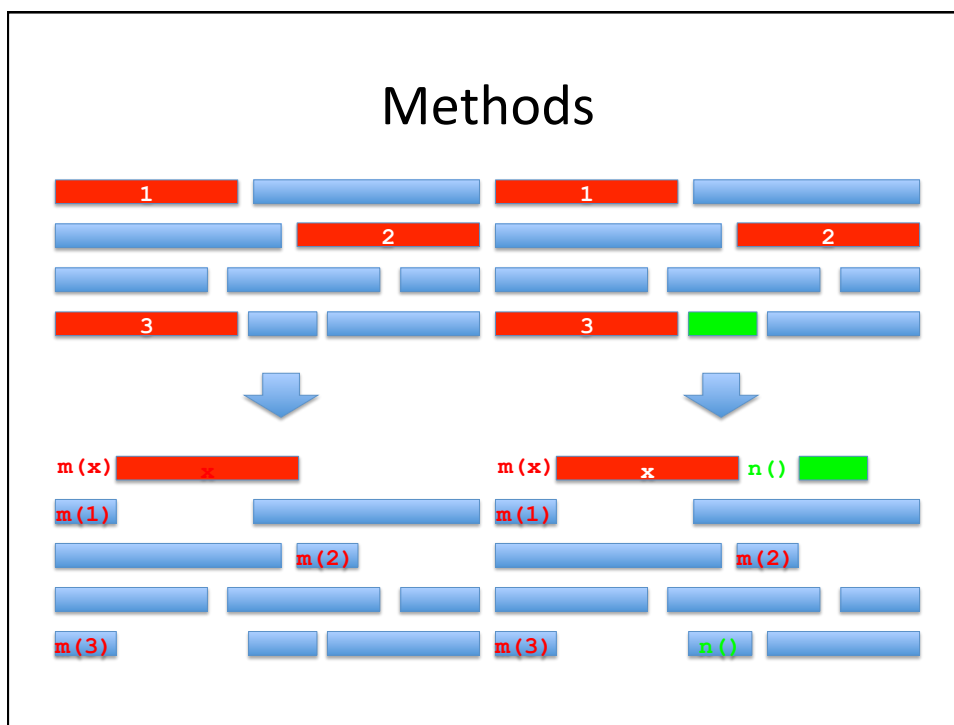 Methods
1 1
2 2
3 3
m(x) x m(x) x n()
m(1) m(1)
m(2) m(2)
m(3) m(3) n()